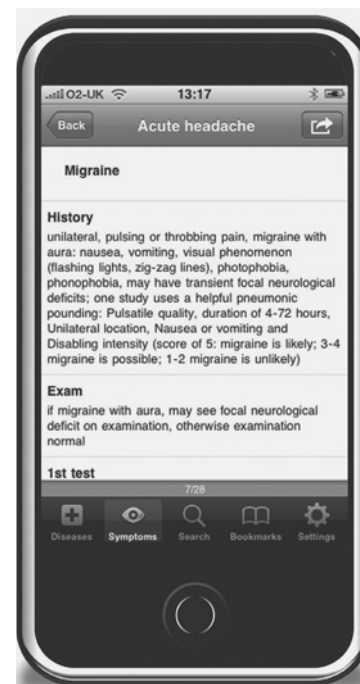 O2-UK 13:17
Back Acute headache
Migraine
History
unilateral, pulsing or throbbing pain, migraine with
aura: nausea, vomiting, visual phenomenon
(flashing lights, zig-zag lines), photophobia,
phonophobia, may have transient focal neurological
deficits; one study uses a helpful pneumonic
pounding: Pulsatile quality, duration of 4-72 hours,
Unilateral location, Nausea or vomiting and
Disabling intensity (score of 5: migraine is likely; 3-4
migraine is possible; 1-2 migraine is unlikely)
Exam
if migraine with aura, may see focal neurological
deficit on examination, otherwise examination
normal
1st test
7/28
Diseases Symptoms Search Bookmarks Settings